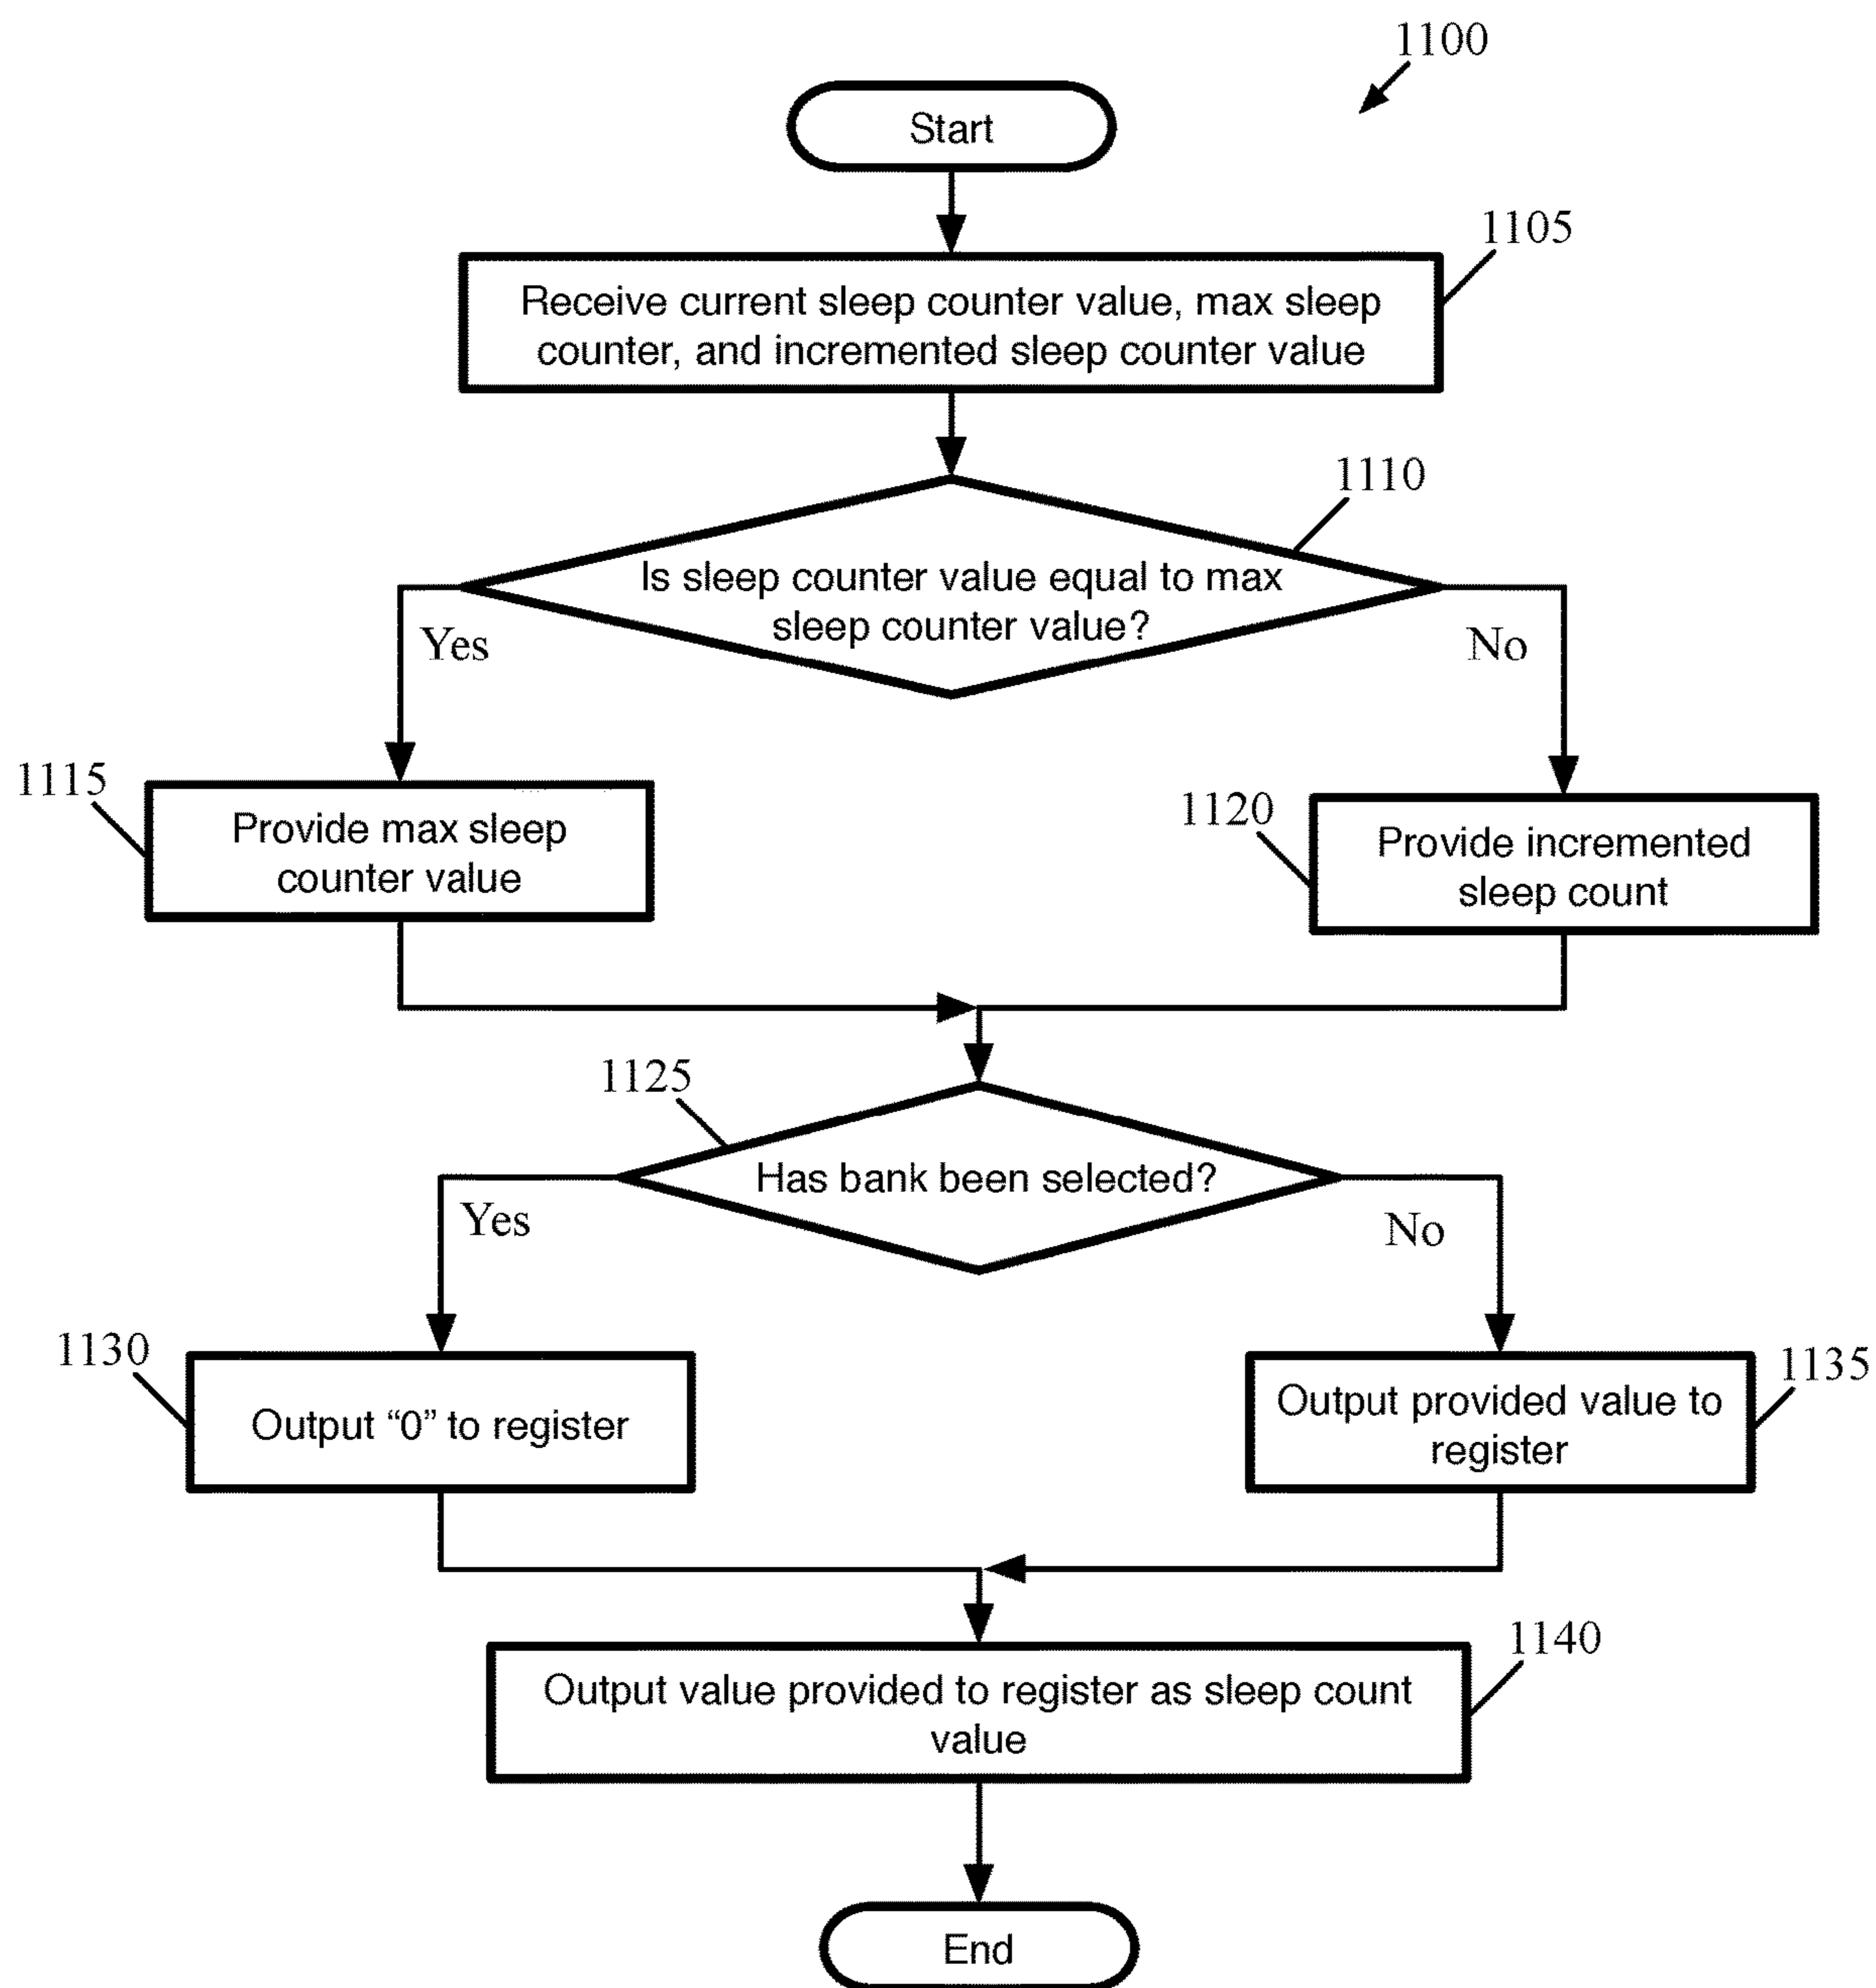 1100
Start
1105
Receive current sleep counter value, max sleep
counter, and incremented sleep counter value
1110
Is sleep counter value equal to max
sleep counter value?
Yes
No
1115
Provide max sleep
counter value
1120
Provide incremented
sleep count
1125
Has bank been selected?
Yes
No
1130
Output “0” to register
1135
Output provided value to
register
1140
Output value provided to register as sleep count
value
End